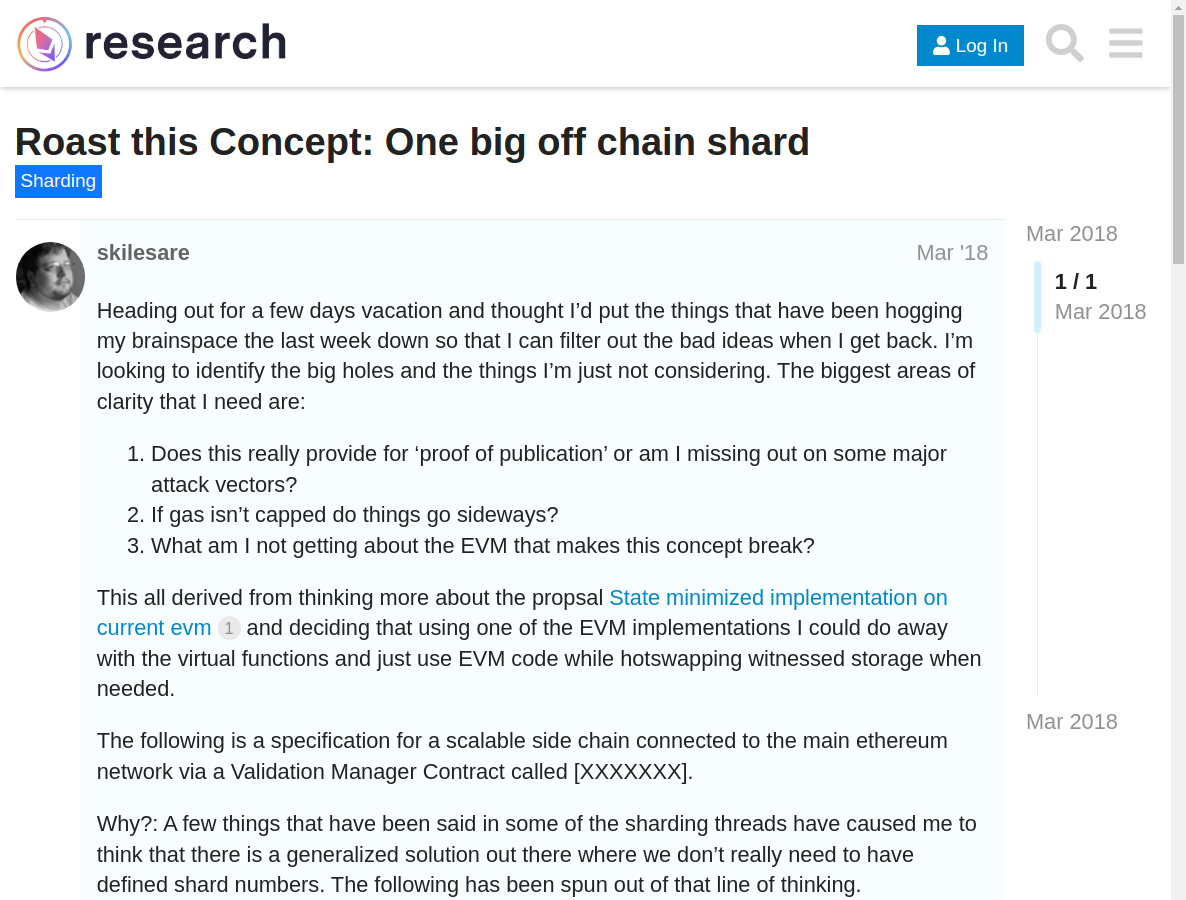 research
Log In
Roast this Concept: One big off chain shard
Sharding
skilesare
Mar '18
Heading out for a few days vacation and thought I’d put the things that have been hogging
my brainspace the last week down so that I can filter out the bad ideas when I get back. I’m
looking to identify the big holes and the things I’m just not considering. The biggest areas of
clarity that I need are:
1. Does this really provide for ‘proof of publication’ or am I missing out on some major
attack vectors?
2. If gas isn’t capped do things go sideways?
3. What am I not getting about the EVM that makes this concept break?
This all derived from thinking more about the propsal State minimized implementation on
current evm 1 and deciding that using one of the EVM implementations I could do away
with the virtual functions and just use EVM code while hotswapping witnessed storage when
needed.
The following is a specification for a scalable side chain connected to the main ethereum
network via a Validation Manager Contract called [XXXXXXX].
Why?: A few things that have been said in some of the sharding threads have caused me to
think that there is a generalized solution out there where we don’t really need to have
defined shard numbers. The following has been spun out of that line of thinking.
Mar 2018
1 / 1
Mar 2018
Mar 2018